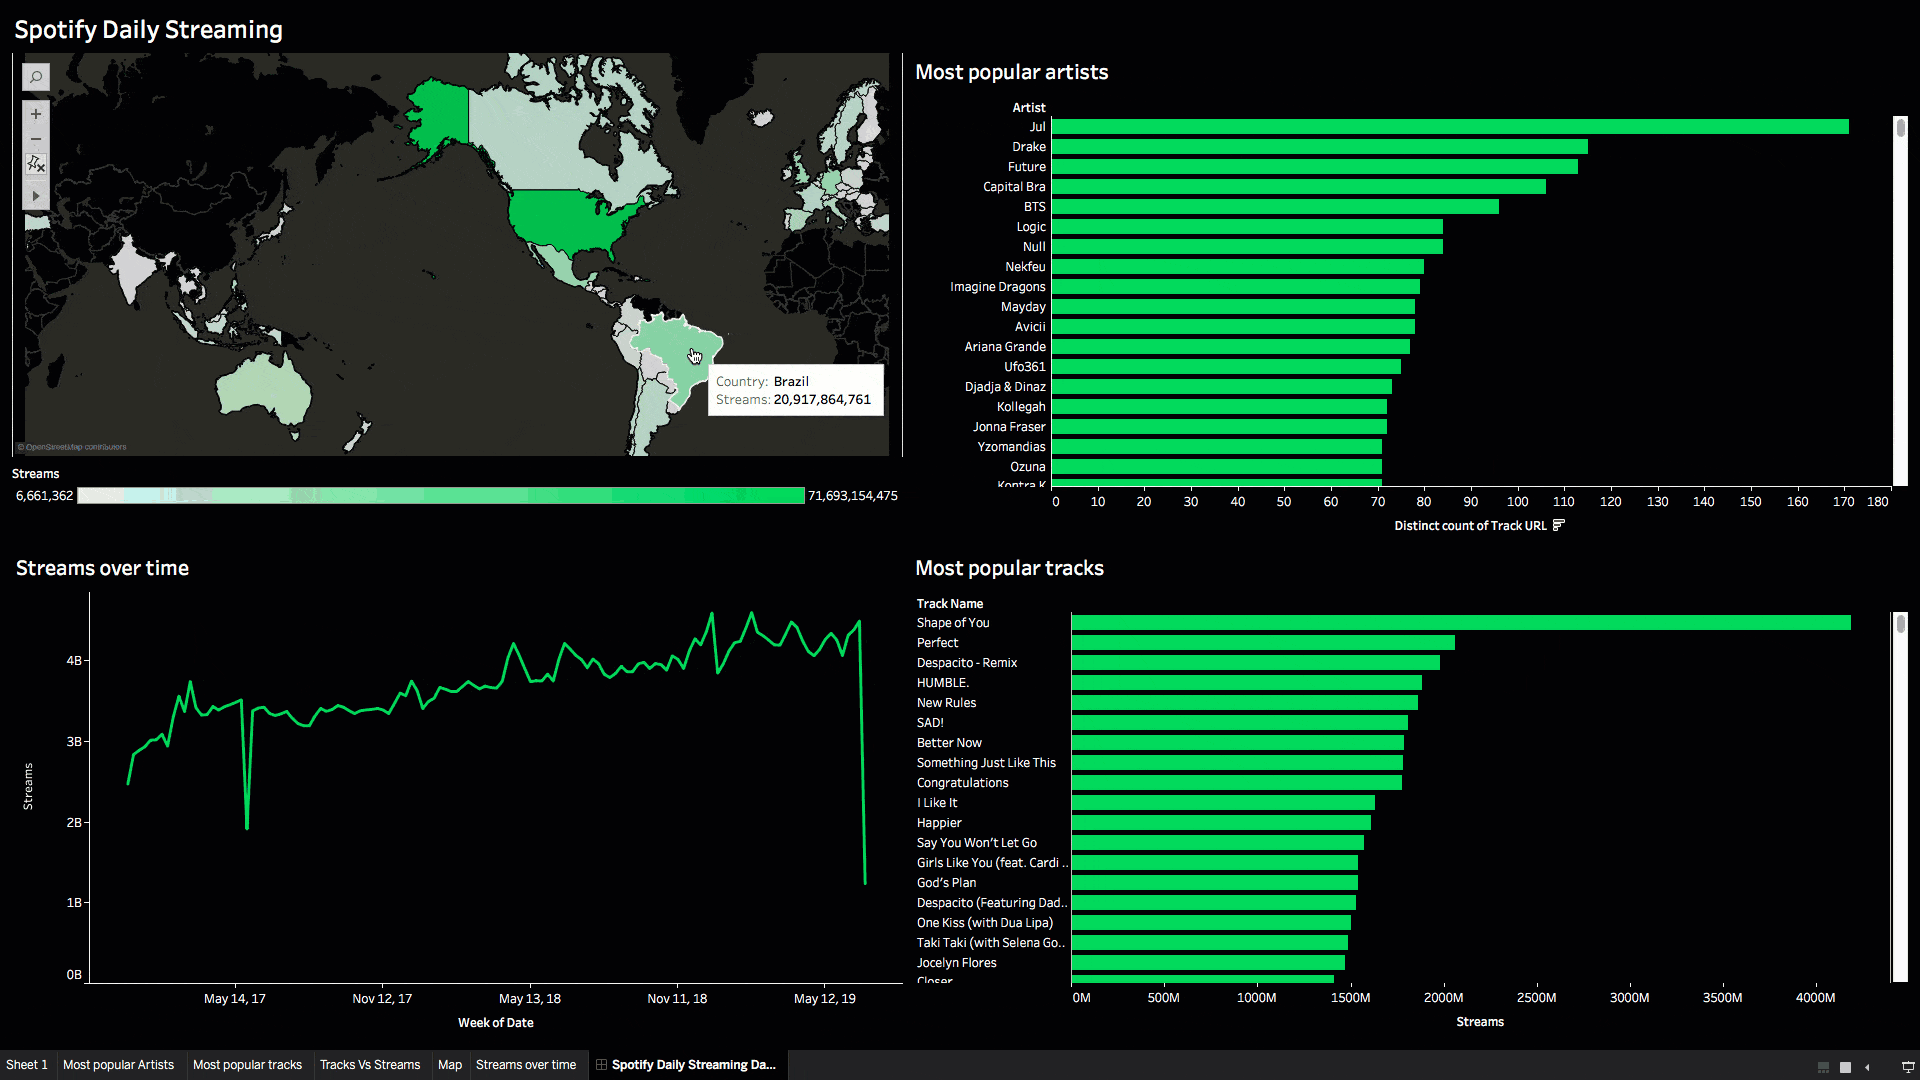 Spotify Daily Streaming
Country: Brazil
Streams: 20,917,864,761
© OpenStreetMap contributors
Streams
6,661,362
71,693,154,475
Most popular artists
Artist
Jul
Drake
Future
Capital Bra
BTS
Logic
Null
Nekfeu
Imagine Dragons
Mayday
Avicii
Ariana Grande
Ufo361
Djadja & Dinaz
Kollegah
Jonna Fraser
Yzomandias
Ozuna
Kontra K
0 10 20 30 40 50 60 70 80 90 100 110 120 130 140 150 160 170 180
Distinct count of Track URL
Streams over time
4B
3B
2B
1B
0B
Streams
May 14, 17 Nov 12, 17 May 13, 18 Nov 11, 18 May 12, 19
Week of Date
Most popular tracks
Track Name
Shape of You
Perfect
Despacito - Remix
HUMBLE.
New Rules
SAD!
Better Now
Something Just Like This
Congratulations
I Like It
Happier
Say You Won't Let Go
Girls Like You (feat. Cardi ..
God's Plan
Despacito (Featuring Dad..
One Kiss (with Dua Lipa)
Taki Taki (with Selena Go..
Jocelyn Flores
Closer
0M 500M 1000M 1500M 2000M 2500M 3000M 3500M 4000M
Streams
Sheet 1 Most popular Artists Most popular tracks Tracks Vs Streams Map Streams over time Spotify Daily Streaming Da...